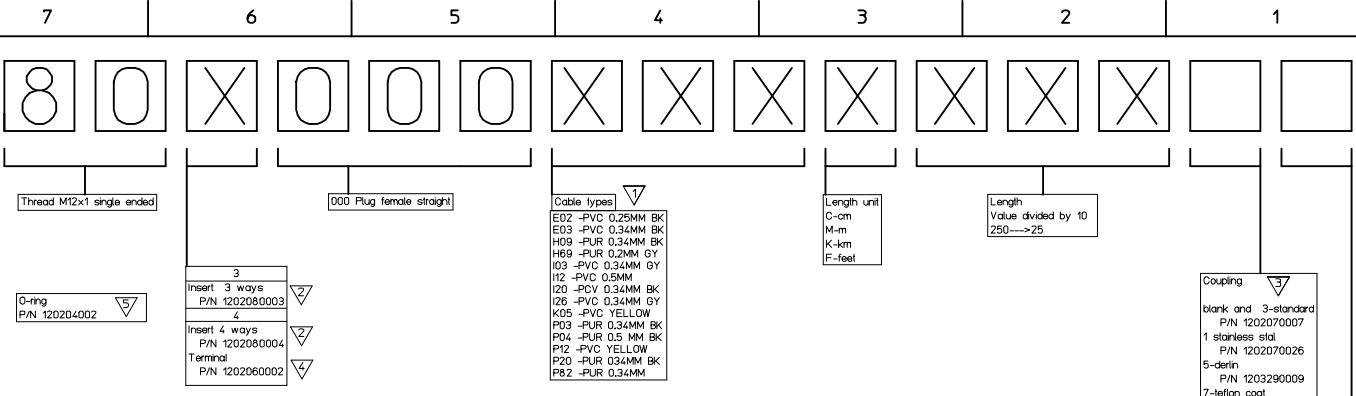 7 6 5 4 3 2 1
8 0 X 0 0 0 X X X X X X X
Thread M12x1 single ended
000 Plug female straight
Cable types 1
E02 -PVC 0.25MM BK
E03 -PVC 0.34MM BK
H09 -PUR 0.34MM BK
H69 -PUR 0.2MM GY
I03 -PVC 0.34MM GY
I12 -PVC 0.5MM
I20 -PCV 0.34MM BK
I26 -PVC 0.34MM GY
K05 -PVC YELLOW
P03 -PUR 0.34MM BK
P04 -PUR 0.5 MM BK
P12 -PVC YELLOW
P20 -PUR 034MM BK
P82 -PUR 0.34MM
Length unit
C-cm
M-m
K-km
F-feet
Length
Value divided by 10
250--->25
O-ring 5
P/N 120204002
3
Insert 3 ways 2
P/N 1202080003
4
Insert 4 ways 2
P/N 1202080004
Terminal 4
P/N 1202060002
Coupling 3
blank and 3-standard
P/N 1202070007
1 stainless stal
P/N 1202070026
5-derlin
P/N 1203290009
7-teflon coat